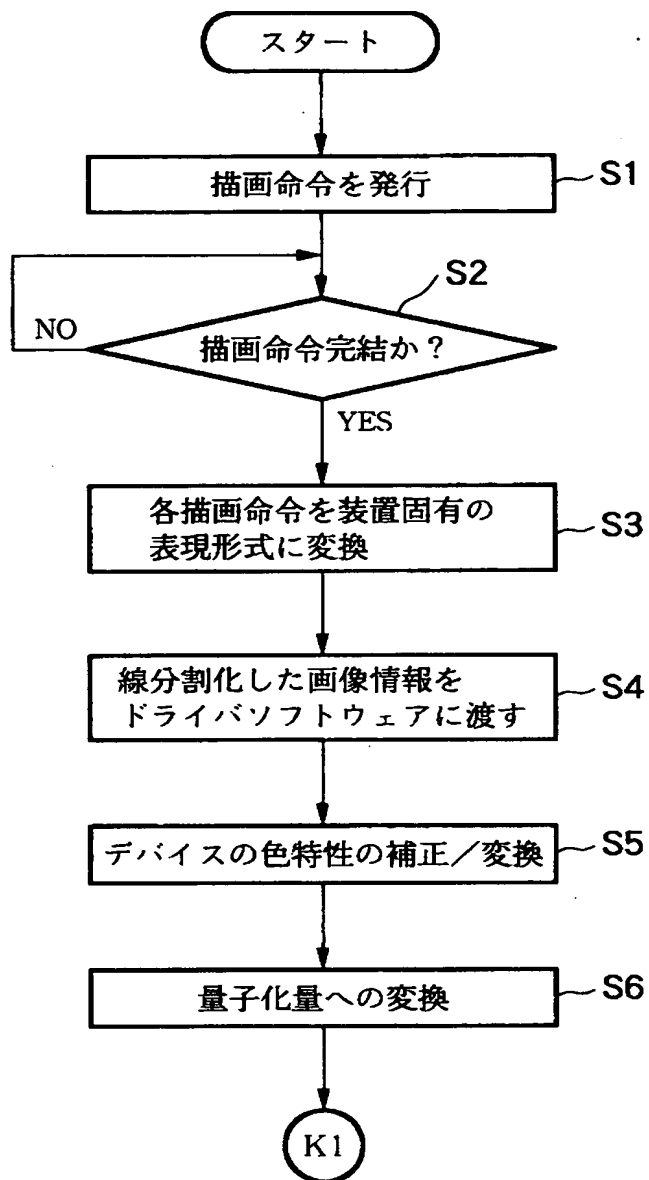 スタート
描画命令を発行
S1
S2
描画命令完結か？
NO
YES
各描画命令を装置固有の
表現形式に変換
S3
線分割化した画像情報を
ドライバソフトウェアに渡す
S4
デバイスの色特性の補正／変換
S5
量子化量への変換
S6
K1